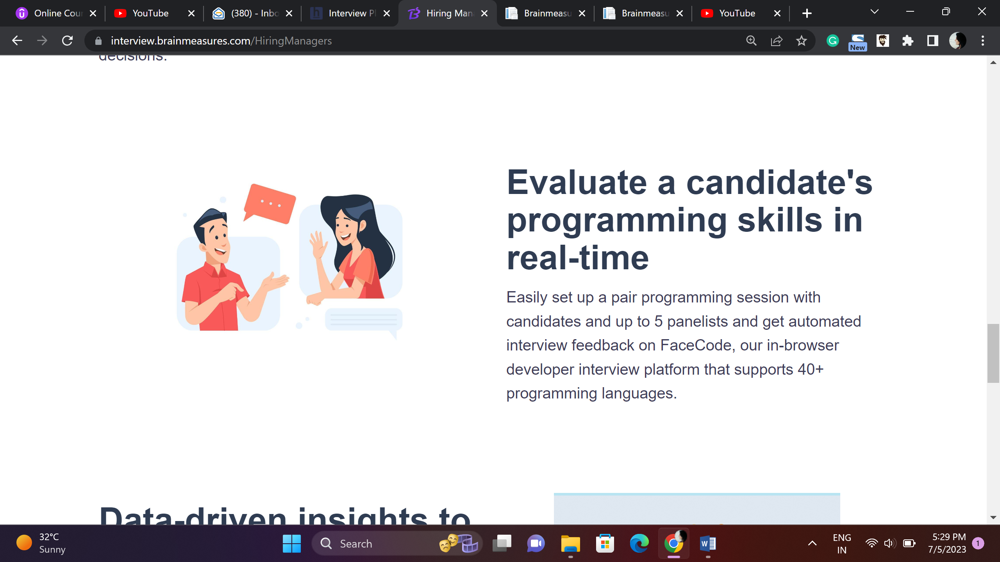 Online Cour
YouTube
(380) - Inbo
Interview Pl
Hiring Mana
Brainmeasu
Brainmeasu
YouTube
interview.brainmeasures.com/HiringManagers
New
decisions.
Evaluate a candidate's
programming skills in
real-time
Easily set up a pair programming session with
candidates and up to 5 panelists and get automated
interview feedback on FaceCode, our in-browser
developer interview platform that supports 40+
programming languages.
Data-driven insights to
32°C
Sunny
Search
ENG
IN
5:29 PM
7/5/2023
1